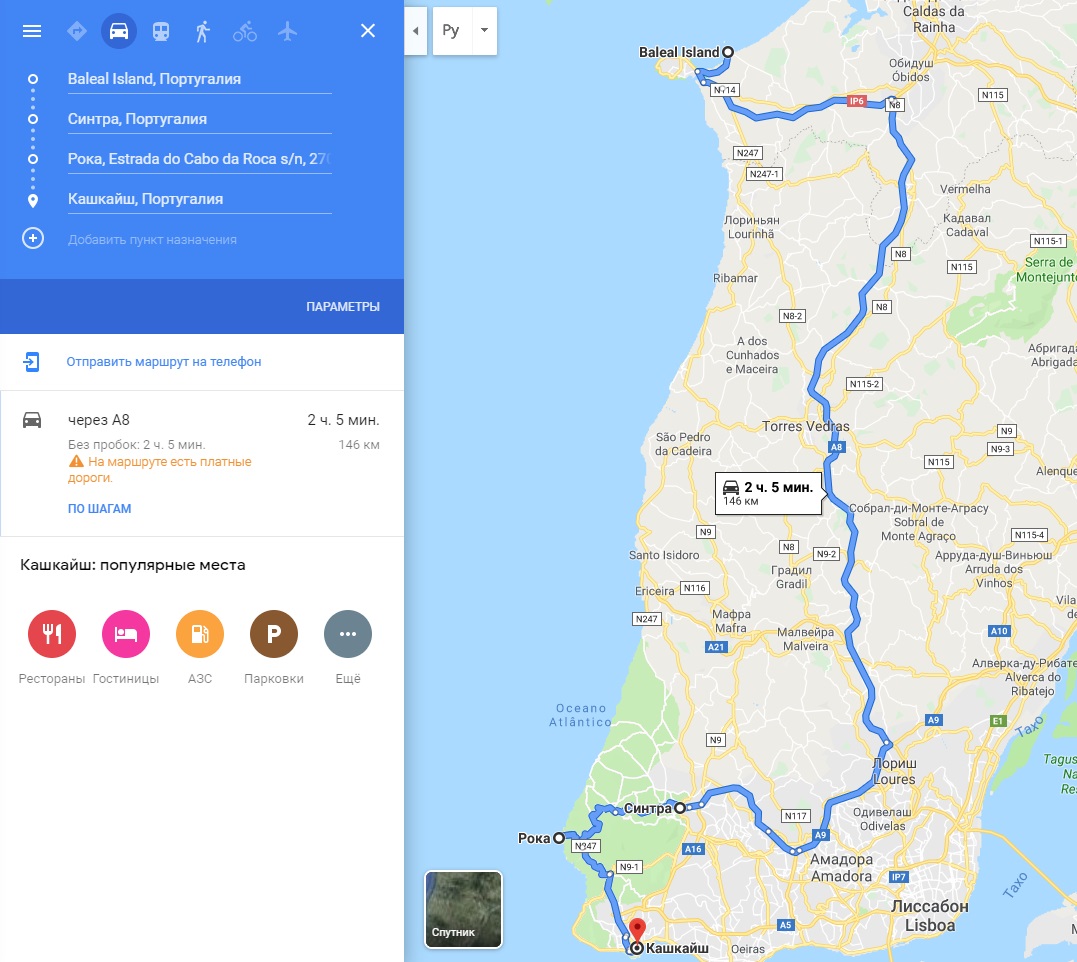 Baleal Island, Португалия
Синтра, Португалия
Рока, Estrada do Cabo da Roca s/n, 270
Кашкайш, Португалия
Добавить пункт назначения
ПАРАМЕТРЫ
Отправить маршрут на телефон
через A8
2 ч. 5 мин.
Без пробок: 2 ч. 5 мин.
146 км
На маршруте есть платные
дороги.
ПО ШАГАМ
Кашкайш: популярные места
Рестораны
Гостиницы
АЗС
Парковки
Ещё
Ру
Caldas da
Rainha
Baleal Island
Обидуш
Óbidos
N114
IP6
N8
N115
N247
N247-1
Vermelha
Лориньян
Lourinhã
Кадавал
Cadaval
N115-1
N8
N115
Serra de
Montejunto
Ribamar
N8
N8-2
A dos
Cunhados
e Maceira
Абригада
Abrigada
N115-2
Torres Vedras
N9
São Pedro
da Cadeira
A8
N9-3
N115
Alenque
2 ч. 5 мин.
146 км
Собрал-ди-Монте-Аграсу
Sobral de
Monte Agraço
N9
N115-4
N8
N9-2
Santo Isidoro
Арруда-душ-Виньюш
Arruda dos
Vinhos
Градил
Gradil
Ericeira
N116
N247
Мафра
Mafra
Малвейра
Malveira
Vila
A10
A21
Алверка-ду-Рибате
Alverca do
Ribatejo
Oceano
Atlântico
A9
E1
Тахо
N9
Лориш
Loures
Tagus
Na
Res
Синтра
N117
Одивелаш
Odivelas
Рока
N247
A9
A16
Амадора
Amadora
N9-1
IP7
Тахо
Лиссабон
Lisboa
Спутник
A5
Кашкайш
Oeiras